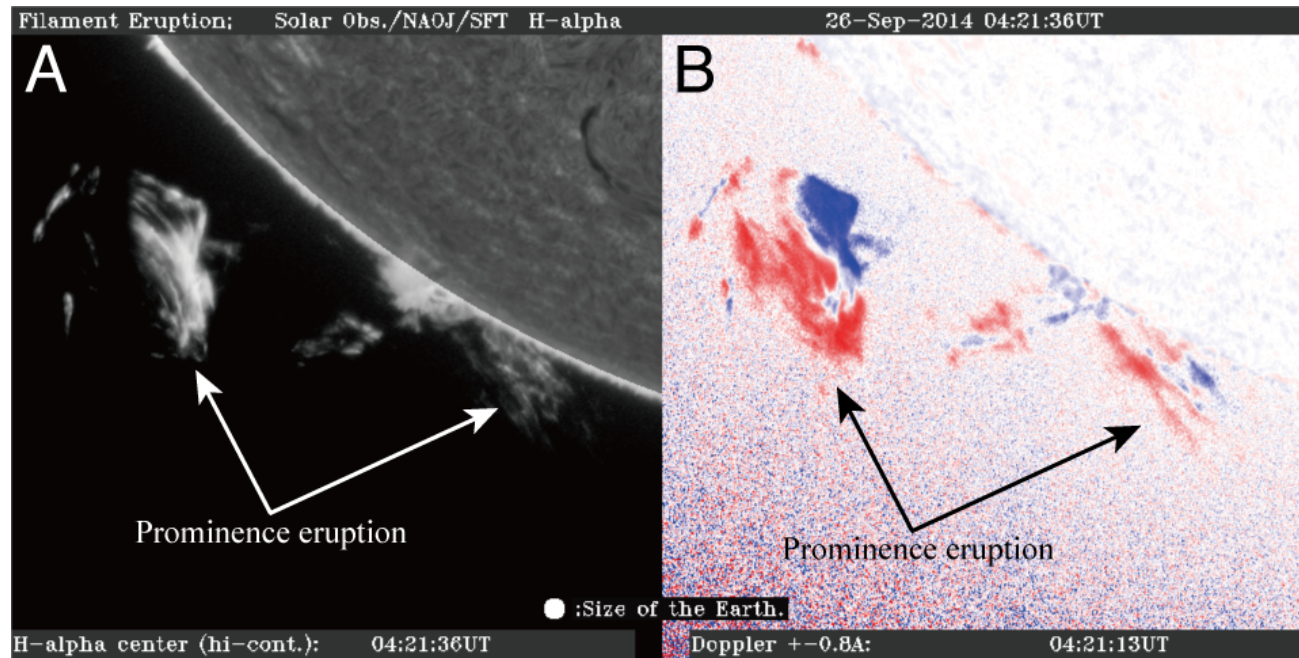 Filament Eruption; Solar Obs./NAOJ/SFT H-alpha 26-Sep-2014 04:21:36UT
A
B
Prominence eruption
Prominence eruption
:Size of the Earth.
H-alpha center (hi-cont.): 04:21:36UT
Doppler +-0.8A: 04:21:13UT